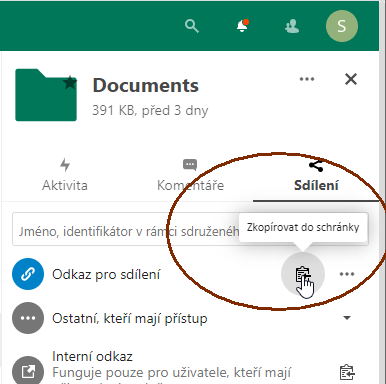 S
Documents
391 KB, před 3 dny
Aktivita
Komentáře
Sdílení
Jméno, identifikátor v rámci sdruženéh
Zkopírovat do schránky
Odkaz pro sdílení
Ostatní, kteří mají přístup
Interní odkaz
Funguje pouze pro uživatele, kteří mají